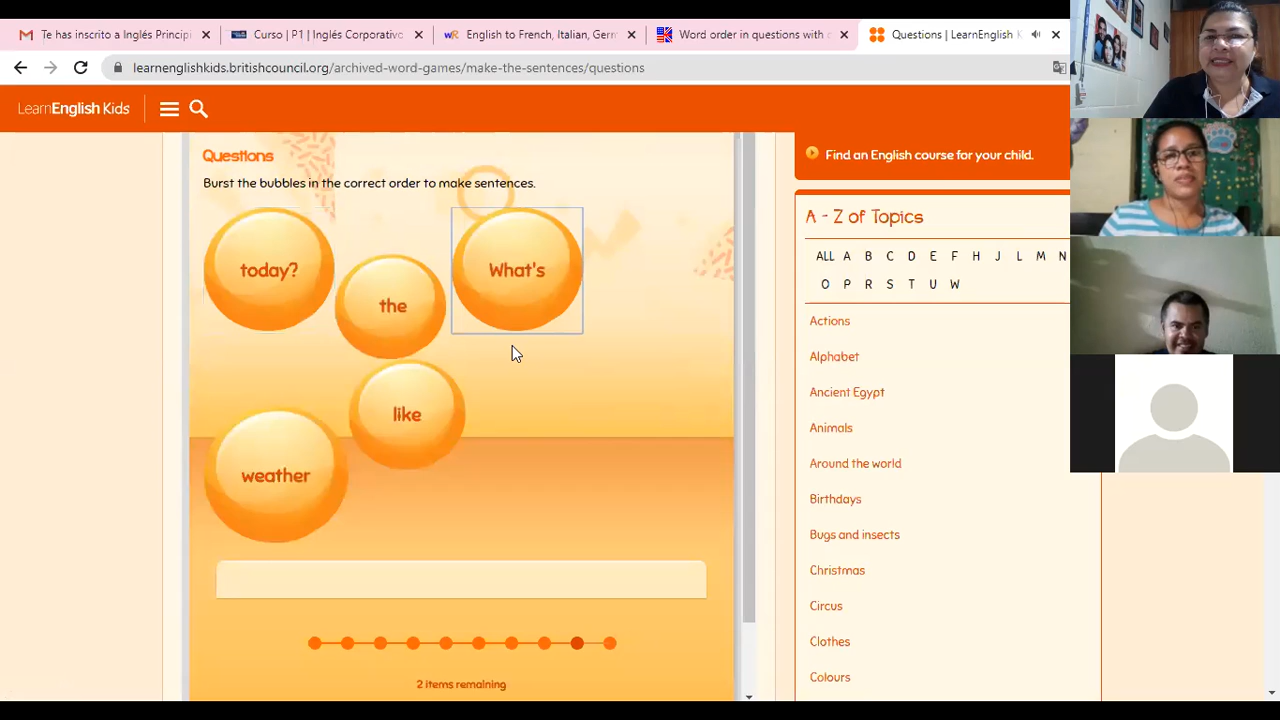 Te has inscrito a Inglés Princip
Curso | P1 | Inglés Corporativo
English to French, Italian, Germ
Word order in questions with
Questions | LearnEnglish K
learnenglishkids.britishcouncil.org/archived-word-games/make-the-sentences/questions
LearnEnglish Kids
Questions
Burst the bubbles in the correct order to make sentences.
today?
the
What's
like
weather
2 items remaining
Find an English course for your child.
A - Z of Topics
ALL A B C D E F H J L M N
O P R S T U W
Actions
Alphabet
Ancient Egypt
Animals
Around the world
Birthdays
Bugs and insects
Christmas
Circus
Clothes
Colours